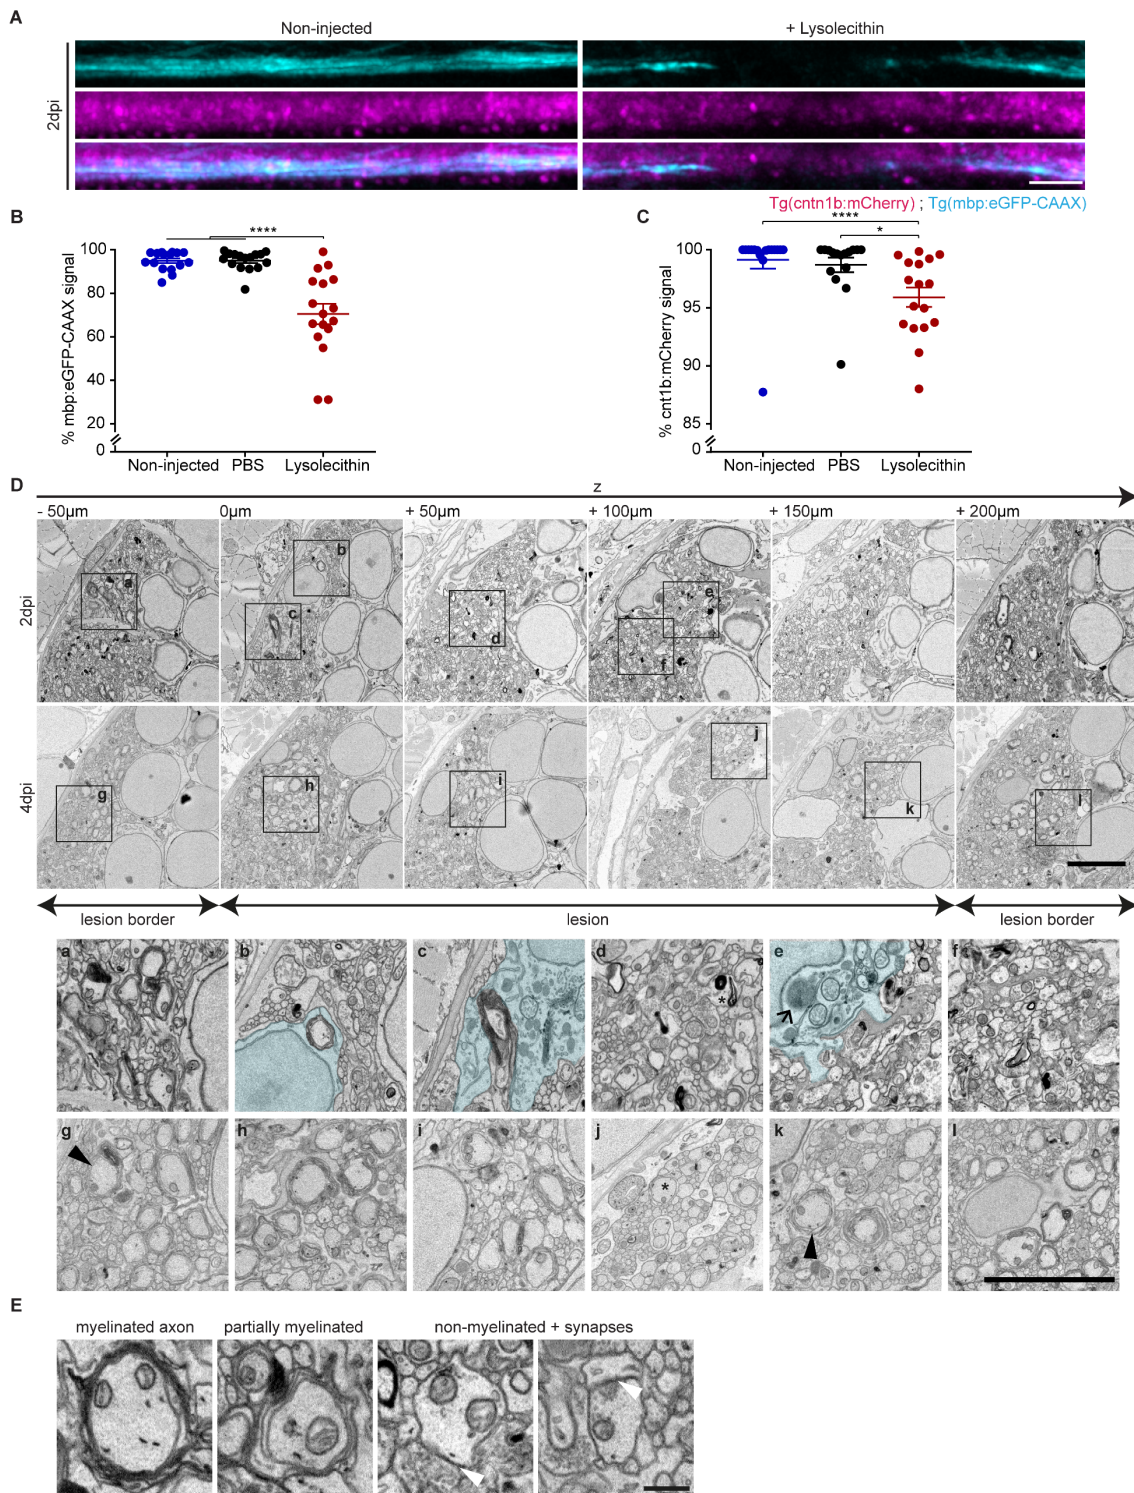 A
Non-injected
+ Lysolecithin
2dpi
Tg(cntn1b:mCherry) ; Tg(mbp:eGFP-CAAX)
B
****
% mbp:eGFP-CAAX signal
100
80
60
40
20
0
Non-injected
PBS
Lysolecithin
C
****
*
% cnt1b:mCherry signal
100
95
90
85
0
Non-injected
PBS
Lysolecithin
D
z
- 50µm
0µm
+ 50µm
+ 100µm
+ 150µm
+ 200µm
2dpi
a
b
c
d
e
f
4dpi
g
h
i
j
k
l
lesion border
lesion
lesion border
a
b
c
d
*
e
f
g
h
i
j
*
k
l
E
myelinated axon
partially myelinated
non-myelinated + synapses